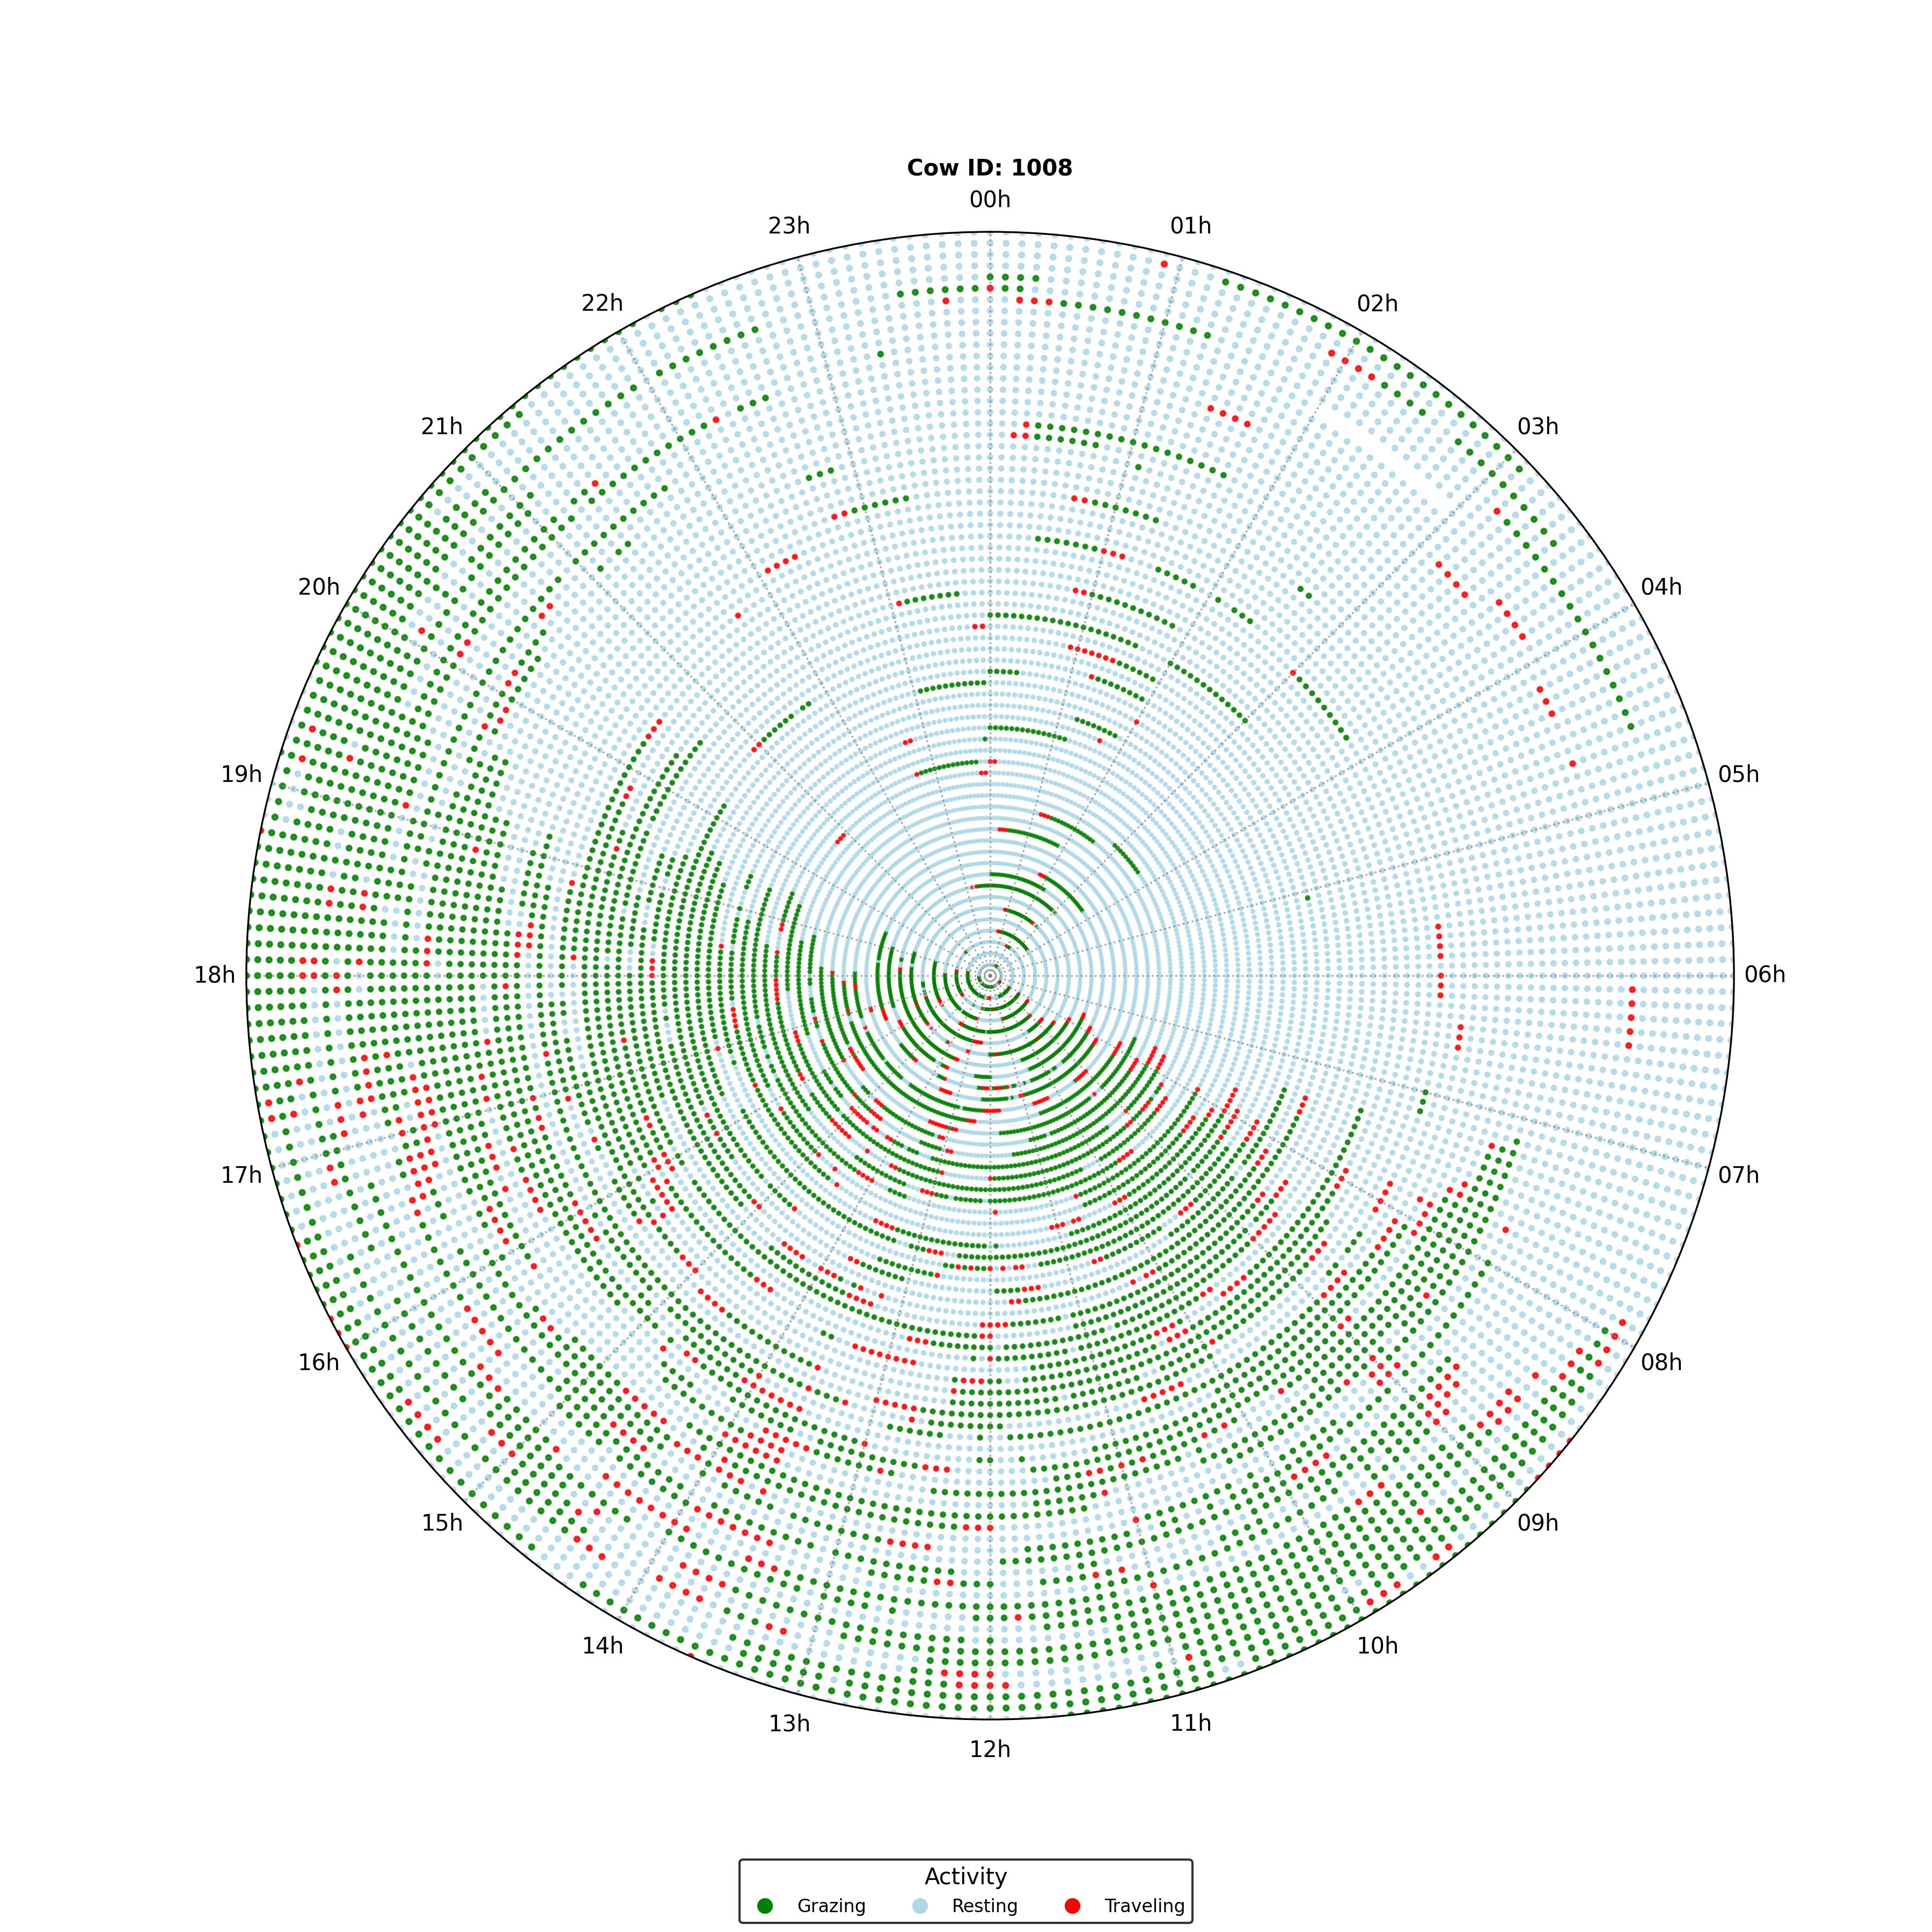 Cow ID: 1008
00h
01h
02h
03h
04h
05h
06h
07h
08h
09h
10h
11h
12h
13h
14h
15h
16h
17h
18h
19h
20h
21h
22h
23h
Activity
Grazing Resting Traveling